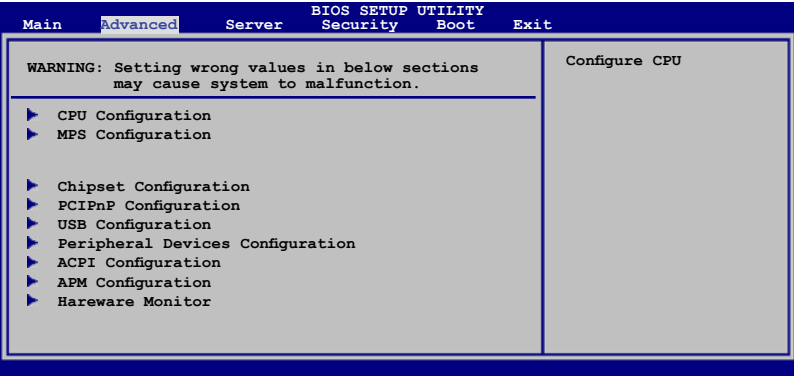 BIOS SETUP UTILITY
Main Advanced Server Security Boot Exit
WARNING: Setting wrong values in below sections
may cause system to malfunction.
CPU Configuration
MPS Configuration
Chipset Configuration
PCIPnP Configuration
USB Configuration
Peripheral Devices Configuration
ACPI Configuration
APM Configuration
Hareware Monitor
Configure CPU